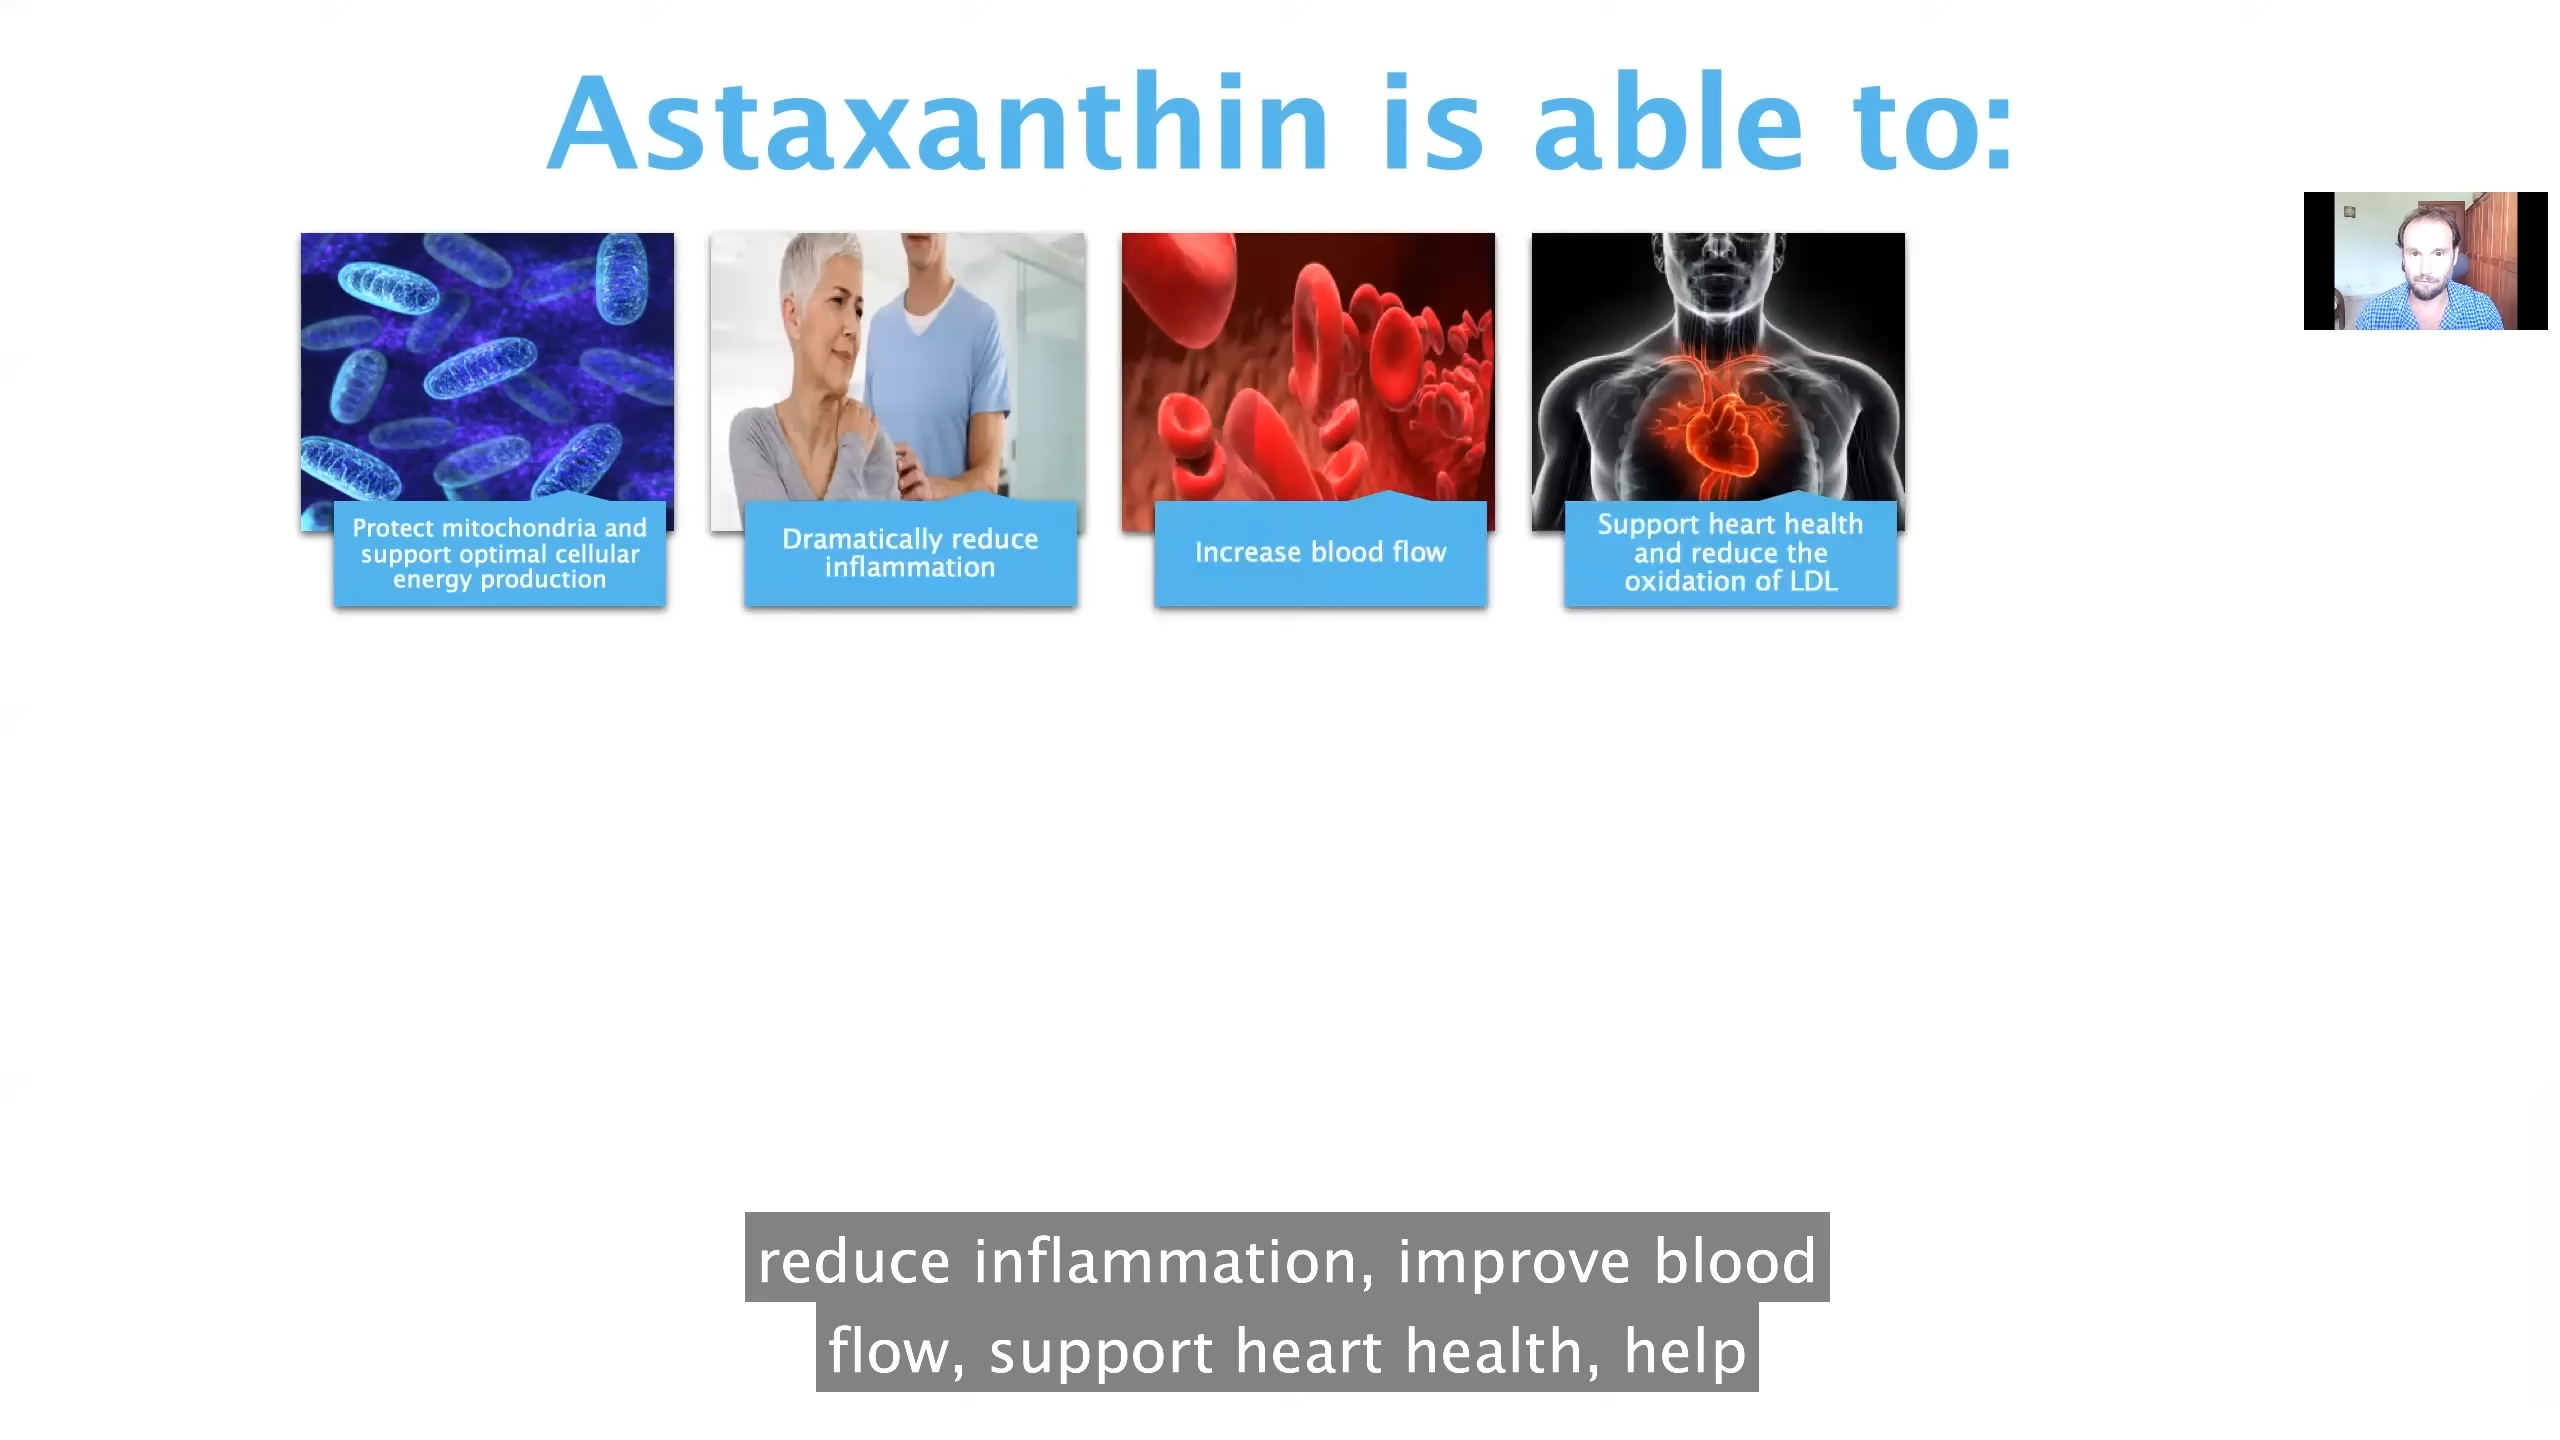 Astaxanthin is able to:
Protect mitochondria and
support optimal cellular
energy production
Dramatically reduce
inflammation
Increase blood flow
Support heart health
and reduce the
oxidation of LDL
reduce inflammation, improve blood
flow, support heart health, help